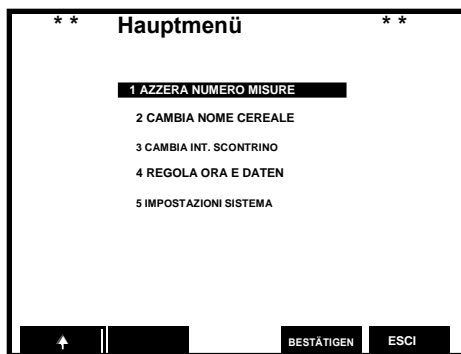 * * Hauptmenü * *
1 AZZERA NUMERO MISURE
2 CAMBIA NOME CEREALE
3 CAMBIA INT. SCONTRINO
4 REGOLA ORA E DATEN
5 IMPOSTAZIONI SISTEMA
BESTÄTIGEN ESCI